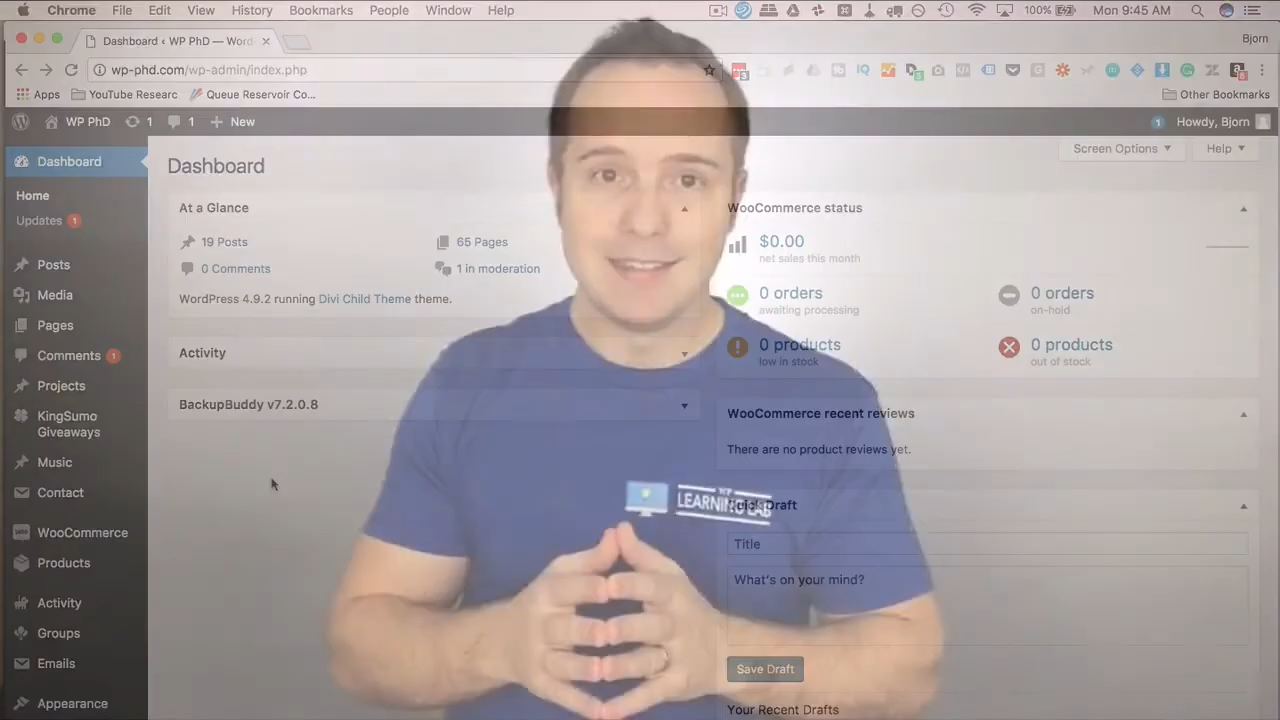 Chrome File Edit View History Bookmarks People Window Help 100% Mon 9:45 AM
Dashboard ‹ WP PhD — Word Bjorn
wp-phd.com/wp-admin/index.php
Apps YouTube Researc Queue Reservoir Co... Other Bookmarks
WP PhD 1 1 New 1 Howdy, Bjorn
Dashboard
Home
Updates 1
Posts
Media
Pages
Comments 1
Projects
KingSumo
Giveaways
Music
Contact
WooCommerce
Products
Activity
Groups
Emails
Appearance
Dashboard
Screen Options Help
At a Glance
19 Posts 65 Pages
0 Comments 1 in moderation
WordPress 4.9.2 running Divi Child Theme theme.
Activity
BackupBuddy v7.2.0.8
WooCommerce status
$0.00
net sales this month
0 orders 0 orders
awaiting processing on-hold
0 products 0 products
low in stock out of stock
WooCommerce recent reviews
There are no product reviews yet.
WP
LEARNING LAB
Quick Draft
Title
What's on your mind?
Save Draft
Your Recent Drafts